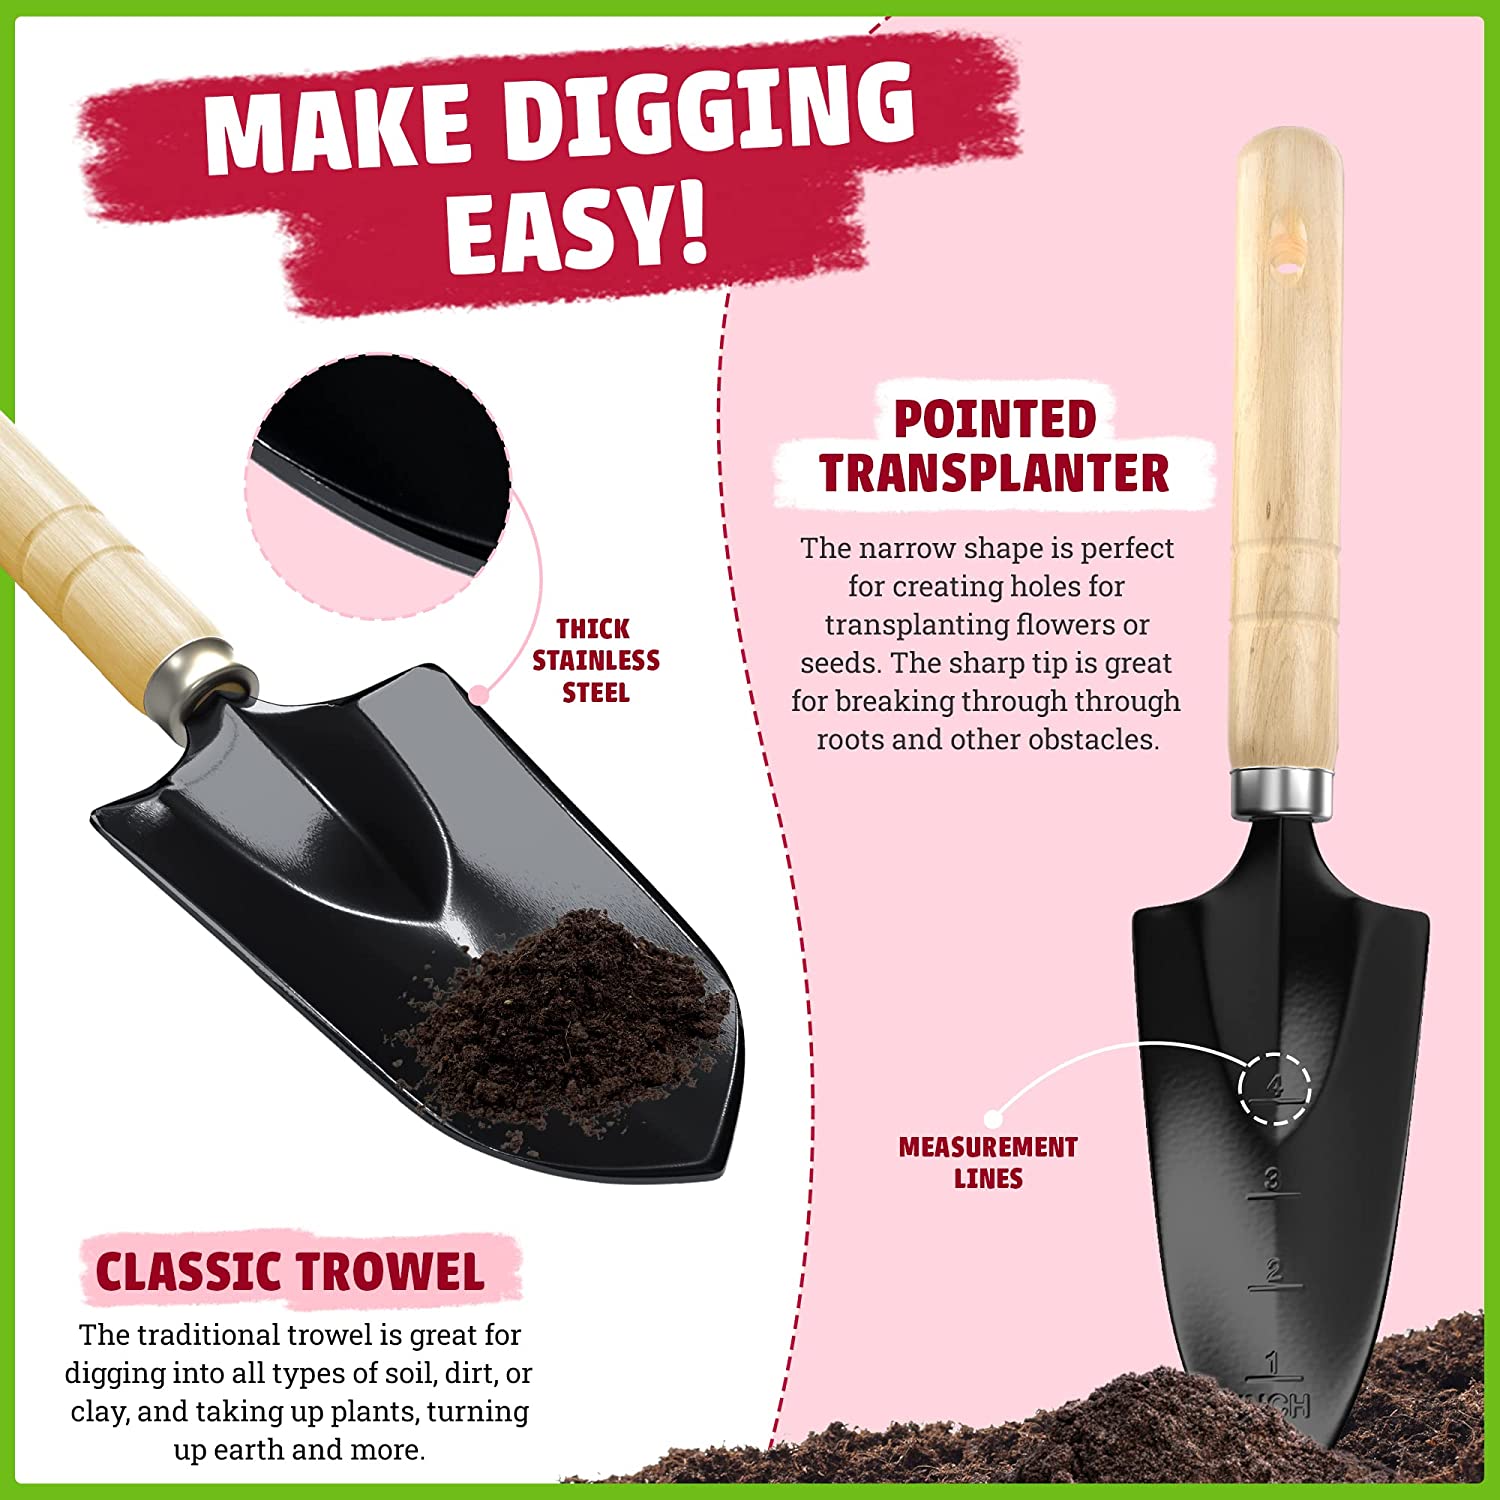 MAKE DIGGING
EASY!
THICK
STAINLESS
STEEL
CLASSIC TROWEL
The traditional trowel is great for
digging into all types of soil, dirt, or
clay, and taking up plants, turning
up earth and more.
POINTED
TRANSPLANTER
The narrow shape is perfect
for creating holes for
transplanting flowers or
seeds. The sharp tip is great
for breaking through through
roots and other obstacles.
MEASUREMENT
LINES
4
3
2
1
INCH